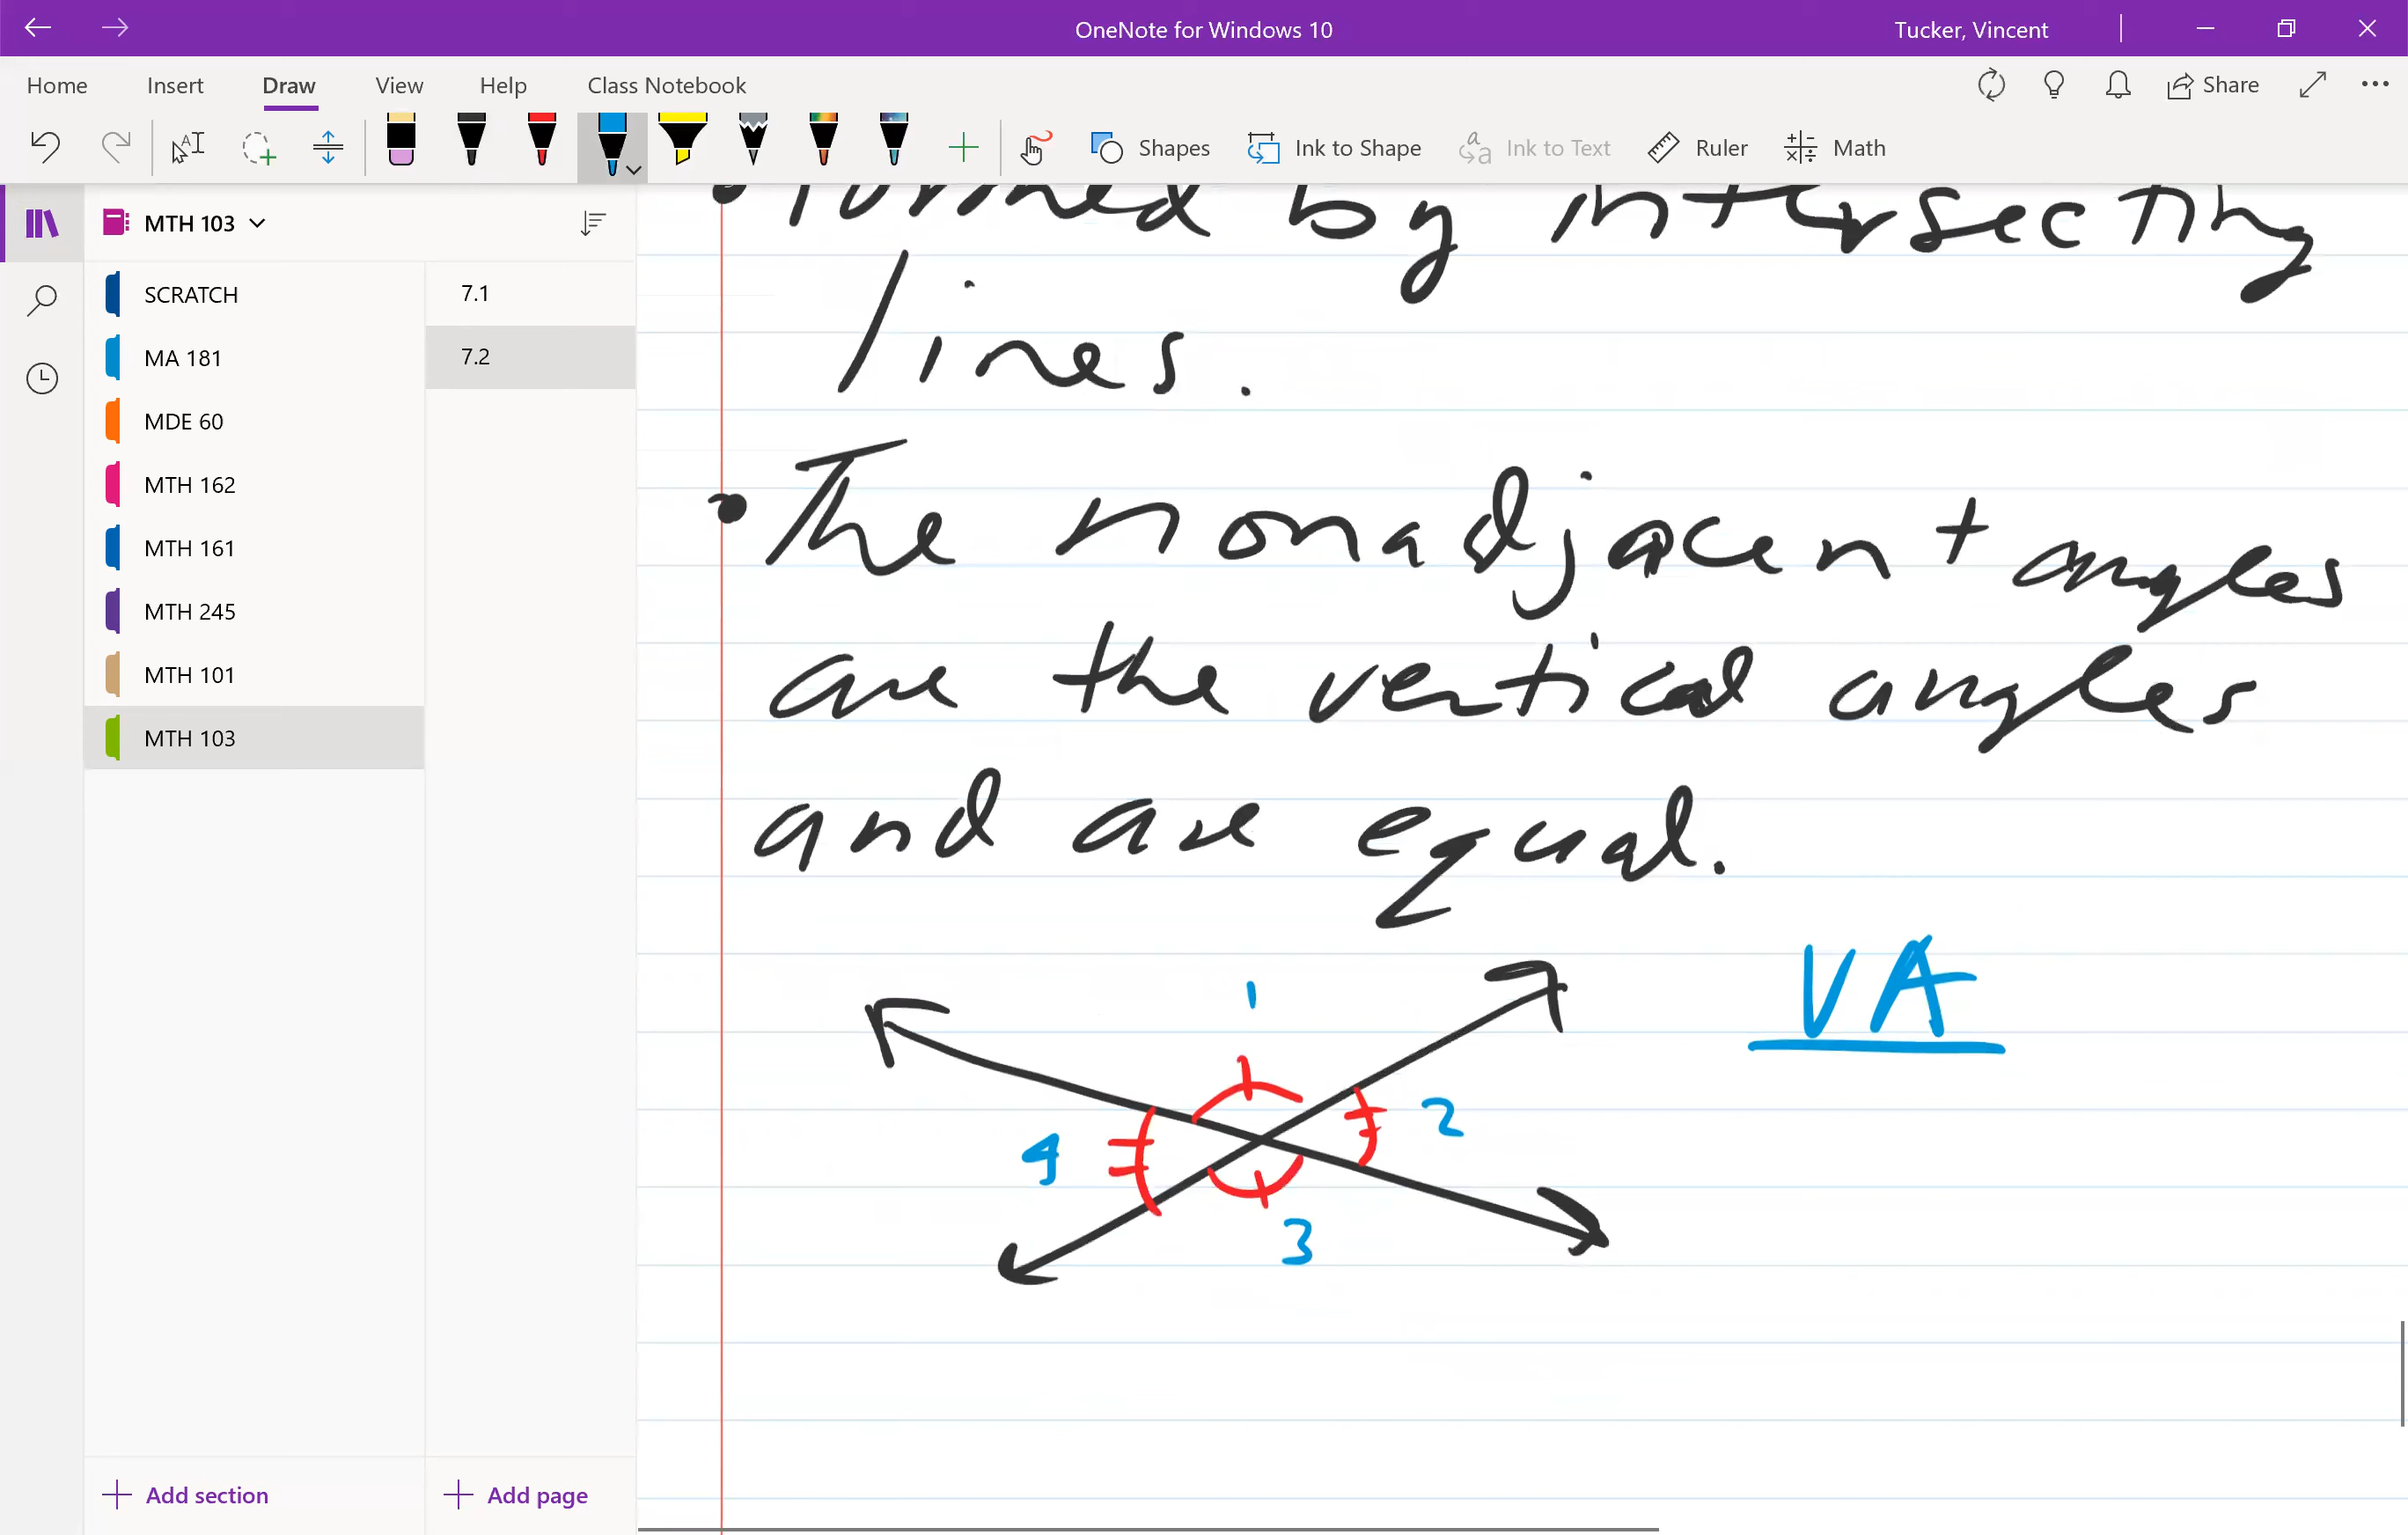 OneNote for Windows 10
Tucker, Vincent
Home Insert Draw View Help Class Notebook
Share
Shapes Ink to Shape Ink to Text Ruler Math
MTH 103
SCRATCH
MA 181
MDE 60
MTH 162
MTH 161
MTH 245
MTH 101
MTH 103
Add section
7.1
7.2
Add page
• formed by intersecting
lines.
• The nonadjacent angles
are the vertical angles
and are equal.
VA
1
2
4
3